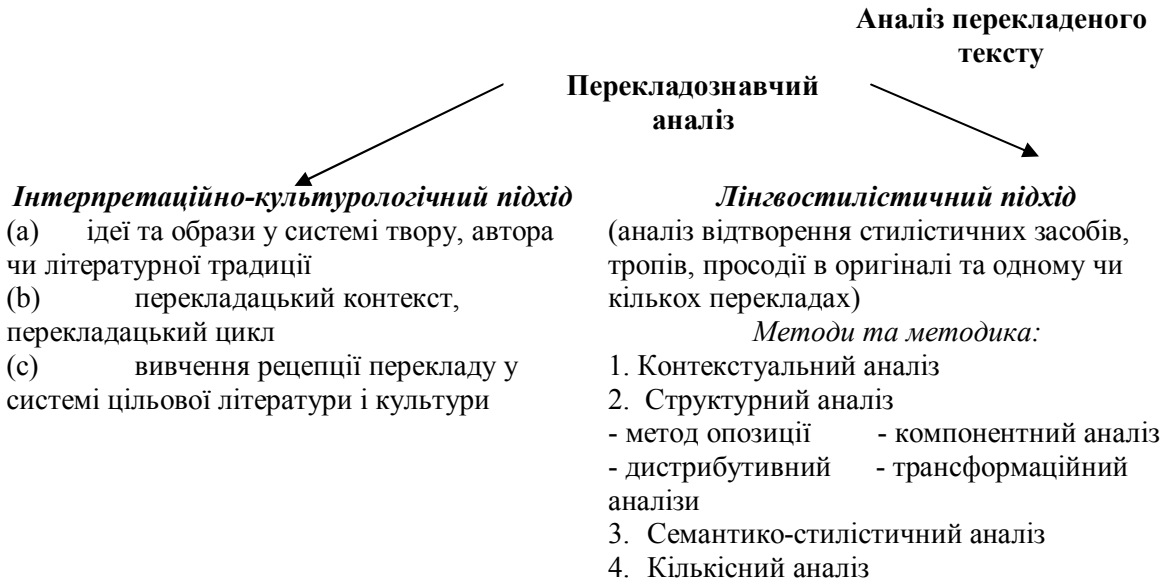 Аналіз перекладеного
тексту
Перекладознавчий
аналіз
Інтерпретаційно-культурологічний підхід
(a) ідеї та образи у системі твору, автора
чи літературної традиції
(b) перекладацький контекст,
перекладацький цикл
(c) вивчення рецепції перекладу у
системі цільової літератури і культури
Лінгвостилістичний підхід
(аналіз відтворення стилістичних засобів,
тропів, просодії в оригіналі та одному чи
кількох перекладах)
Методи та методика:
1. Контекстуальний аналіз
2. Структурний аналіз
- метод опозиції - компонентний аналіз
- дистрибутивний - трансформаційний
аналізи
3. Семантико-стилістичний аналіз
4. Кількісний аналіз